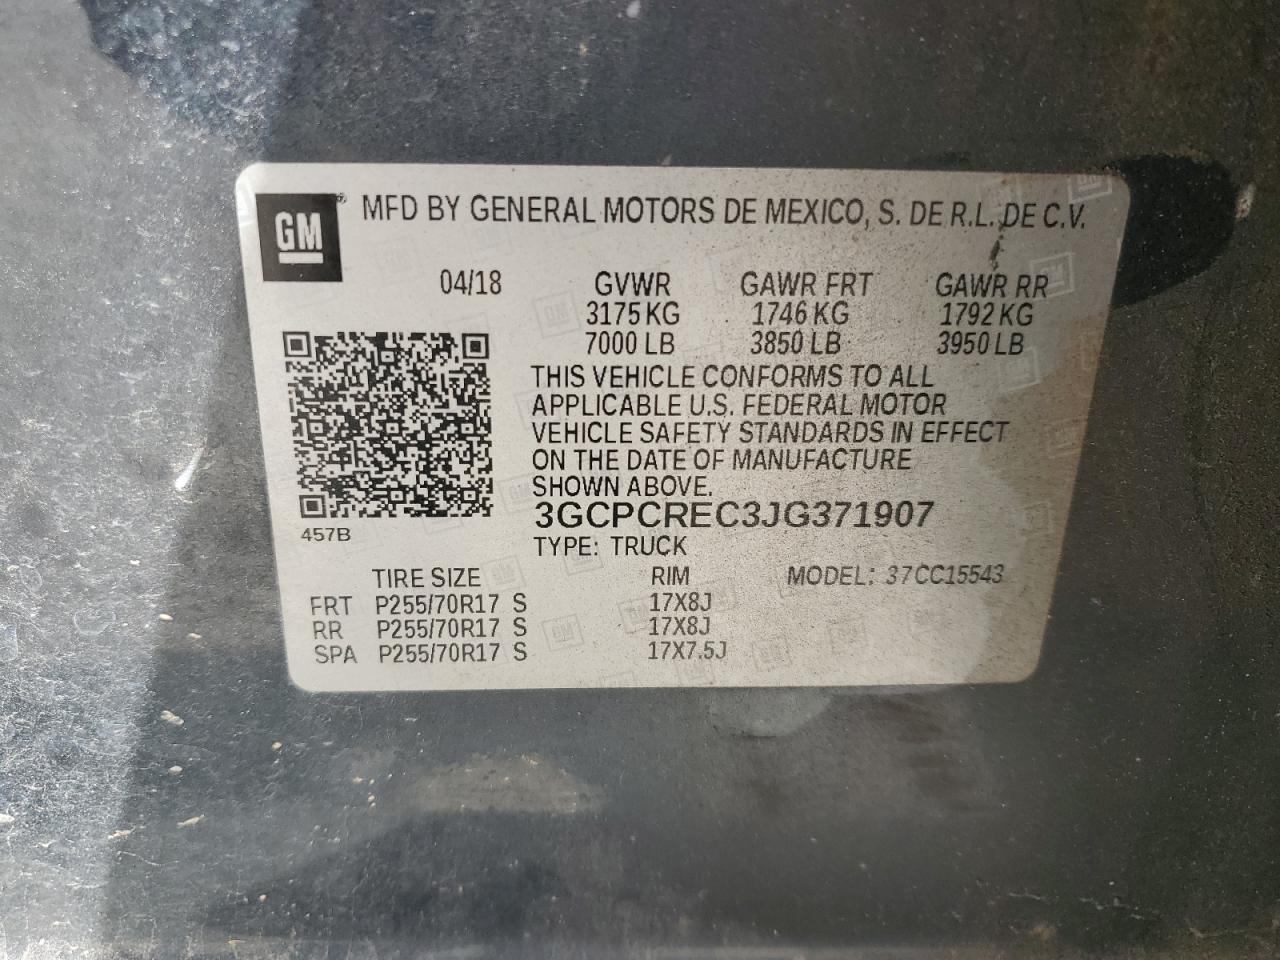 GM ® MFD BY GENERAL MOTORS DE MEXICO, S. DE R.L. DE C.V.
04/18 GVWR GAWR FRT GAWR RR
3175 KG 1746 KG 1792 KG
7000 LB 3850 LB 3950 LB
THIS VEHICLE CONFORMS TO ALL
APPLICABLE U.S. FEDERAL MOTOR
VEHICLE SAFETY STANDARDS IN EFFECT
ON THE DATE OF MANUFACTURE
SHOWN ABOVE.
3GCPCREC3JG371907
457B
TYPE: TRUCK
TIRE SIZE RIM MODEL: 37CC15543
FRT P255/70R17 S 17X8J
RR P255/70R17 S 17X8J
SPA P255/70R17 S 17X7.5J